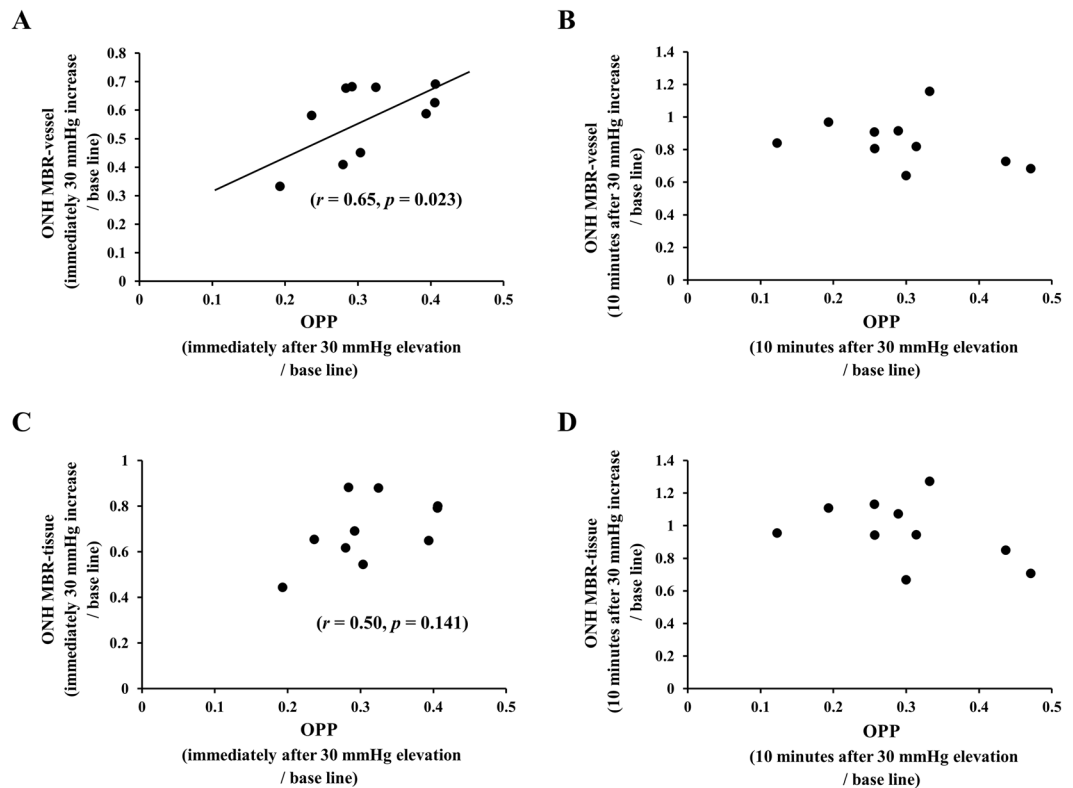 A
ONH MBR-vessel
(immediately 30 mmHg increase
/ base line)
0.8
0.7
0.6
0.5
0.4
0.3
0.2
0.1
0
(r = 0.65, p = 0.023)
0 0.1 0.2 0.3 0.4 0.5
OPP
(immediately after 30 mmHg elevation
/ base line)
B
ONH MBR-vessel
(10 minutes after 30 mmHg increase
/ base line)
1.4
1.2
1
0.8
0.6
0.4
0.2
0
0 0.1 0.2 0.3 0.4 0.5
OPP
(10 minutes after 30 mmHg elevation
/ base line)
C
ONH MBR-tissue
(immediately 30 mmHg increase
/ base line)
1
0.8
0.6
0.4
0.2
0
(r = 0.50, p = 0.141)
0 0.1 0.2 0.3 0.4 0.5
OPP
(immediately after 30 mmHg elevation
/ base line)
D
ONH MBR-tissue
(10 minutes after 30 mmHg increase
/ base line)
1.4
1.2
1
0.8
0.6
0.4
0.2
0
0 0.1 0.2 0.3 0.4 0.5
OPP
(10 minutes after 30 mmHg elevation
/ base line)